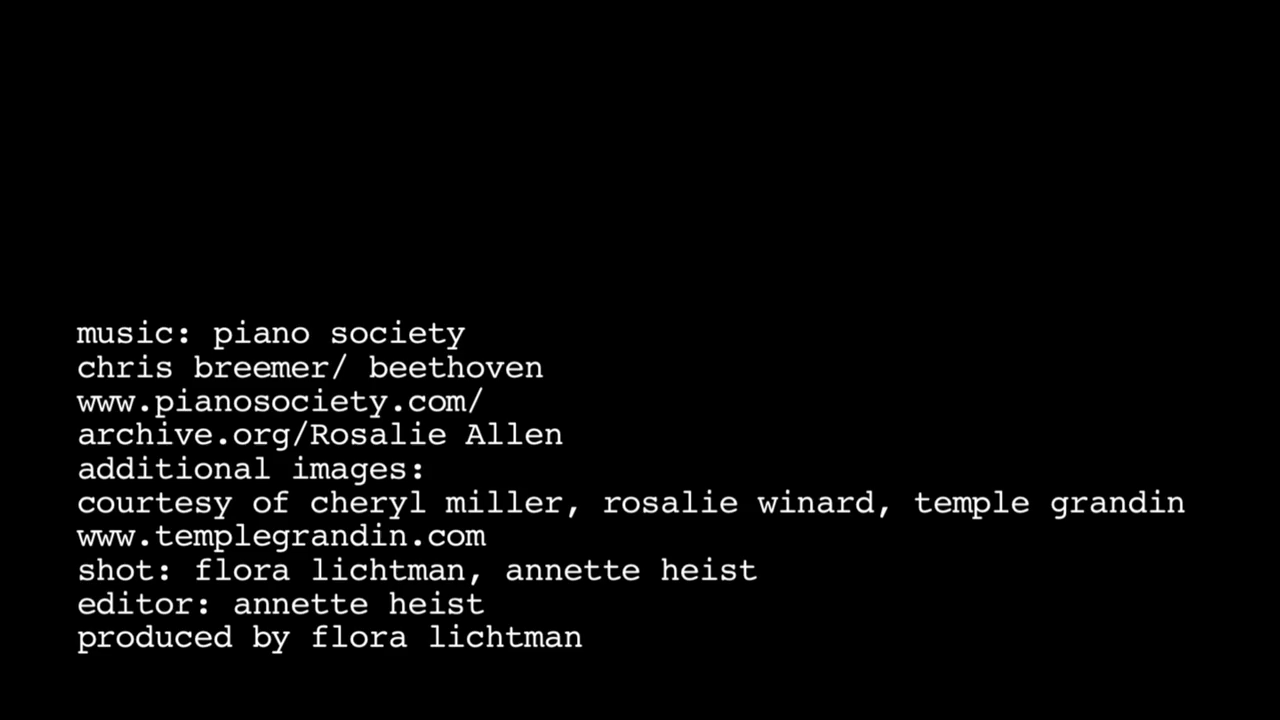 music: piano society
chris breemer/ beethoven
www.pianosociety.com/
archive.org/Rosalie Allen
additional images:
courtesy of cheryl miller, rosalie winard, temple grandin
www.templegrandin.com
shot: flora lichtman, annette heist
editor: annette heist
produced by flora lichtman